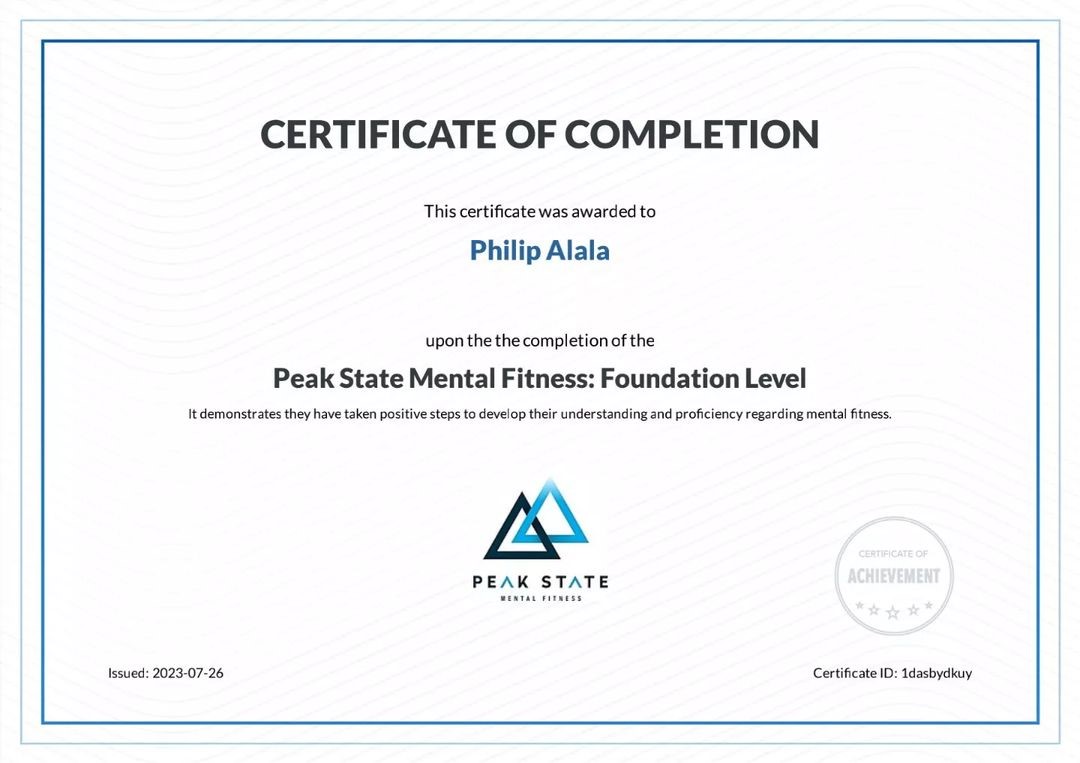 CERTIFICATE OF COMPLETION
This certificate was awarded to
Philip Alala
upon the the completion of the
Peak State Mental Fitness: Foundation Level
It demonstrates they have taken positive steps to develop their understanding and proficiency regarding mental fitness.
PEAK STATE
MENTAL FITNESS
CERTIFICATE OF
ACHIEVEMENT
Issued: 2023-07-26
Certificate ID: 1dasbydkuy